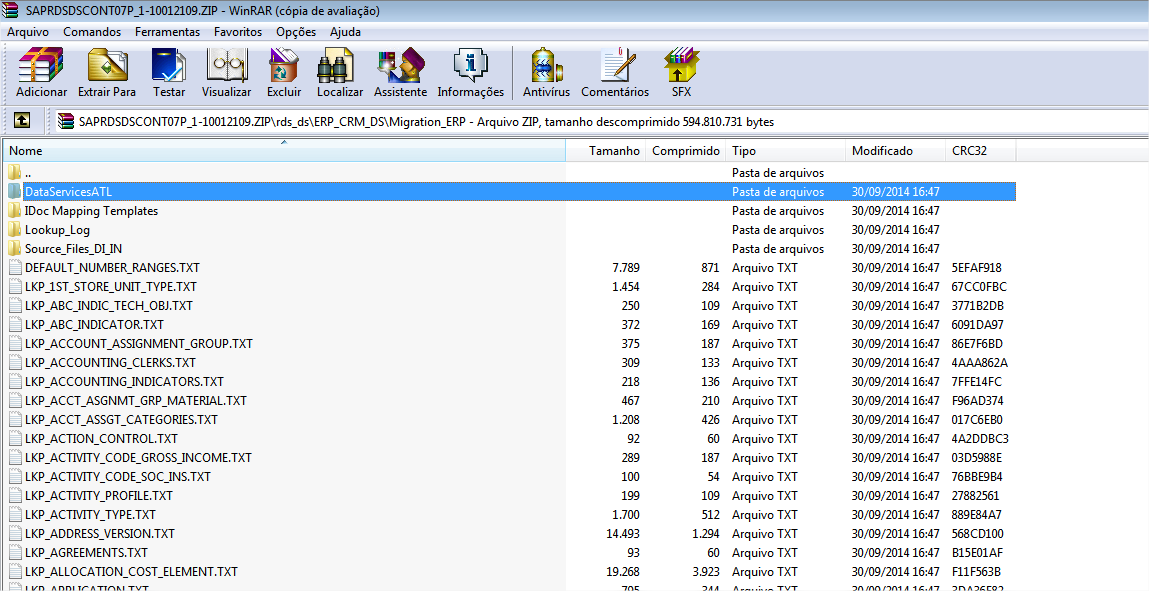 SAPRDSDSCONT07P_1-10012109.ZIP - WinRAR (cópia de avaliação)
Arquivo Comandos Ferramentas Favoritos Opções Ajuda
Adicionar Extrair Para Testar Visualizar Excluir Localizar Assistente Informações Antivírus Comentários SFX
SAPRDSDSCONT07P_1-10012109.ZIP\rds_ds\ERP_CRM_DS\Migration_ERP - Arquivo ZIP, tamanho descomprimido 594.810.731 bytes
Nome Tamanho Comprimido Tipo Modificado CRC32
.. Pasta de arquivos
DataServicesATL Pasta de arquivos 30/09/2014 16:47
IDoc Mapping Templates Pasta de arquivos 30/09/2014 16:47
Lookup_Log Pasta de arquivos 30/09/2014 16:47
Source_Files_DI_IN Pasta de arquivos 30/09/2014 16:47
DEFAULT_NUMBER_RANGES.TXT 7.789 871 Arquivo TXT 30/09/2014 16:47 5EFAF918
LKP_1ST_STORE_UNIT_TYPE.TXT 1.454 284 Arquivo TXT 30/09/2014 16:47 67CC0FBC
LKP_ABC_INDIC_TECH_OBJ.TXT 250 109 Arquivo TXT 30/09/2014 16:47 3771B2DB
LKP_ABC_INDICATOR.TXT 372 169 Arquivo TXT 30/09/2014 16:47 6091DA97
LKP_ACCOUNT_ASSIGNMENT_GROUP.TXT 375 187 Arquivo TXT 30/09/2014 16:47 86E7F6BD
LKP_ACCOUNTING_CLERKS.TXT 309 133 Arquivo TXT 30/09/2014 16:47 4AAA862A
LKP_ACCOUNTING_INDICATORS.TXT 218 136 Arquivo TXT 30/09/2014 16:47 7FFE14FC
LKP_ACCT_ASGNMT_GRP_MATERIAL.TXT 467 210 Arquivo TXT 30/09/2014 16:47 F96AD374
LKP_ACCT_ASSGT_CATEGORIES.TXT 1.208 426 Arquivo TXT 30/09/2014 16:47 017C6EB0
LKP_ACTION_CONTROL.TXT 92 60 Arquivo TXT 30/09/2014 16:47 4A2DDBC3
LKP_ACTIVITY_CODE_GROSS_INCOME.TXT 289 187 Arquivo TXT 30/09/2014 16:47 03D5988E
LKP_ACTIVITY_CODE_SOC_INS.TXT 100 54 Arquivo TXT 30/09/2014 16:47 76BBE9B4
LKP_ACTIVITY_PROFILE.TXT 199 109 Arquivo TXT 30/09/2014 16:47 27882561
LKP_ACTIVITY_TYPE.TXT 1.700 512 Arquivo TXT 30/09/2014 16:47 889E84A7
LKP_ADDRESS_VERSION.TXT 14.493 1.294 Arquivo TXT 30/09/2014 16:47 568CD100
LKP_AGREEMENTS.TXT 93 60 Arquivo TXT 30/09/2014 16:47 B15E01AF
LKP_ALLOCATION_COST_ELEMENT.TXT 19.268 3.923 Arquivo TXT 30/09/2014 16:47 F11F563B
LKP_APPLICATION.TXT 795 344 Arquivo TXT 30/09/2014 16:47